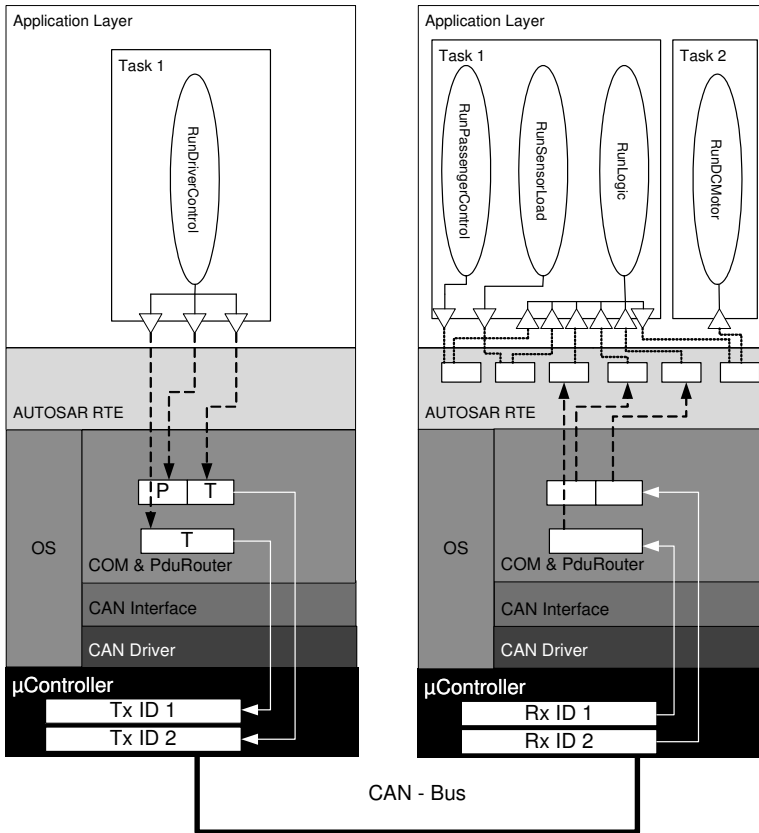 Application Layer
Task 1
RunDriverControl
AUTOSAR RTE
P T
T
OS
COM & PduRouter
CAN Interface
CAN Driver
µController
Tx ID 1
Tx ID 2
Application Layer
Task 1
Task 2
RunPassengerControl
RunSensorLoad
RunLogic
RunDCMotor
AUTOSAR RTE
OS
COM & PduRouter
CAN Interface
CAN Driver
µController
Rx ID 1
Rx ID 2
CAN - Bus